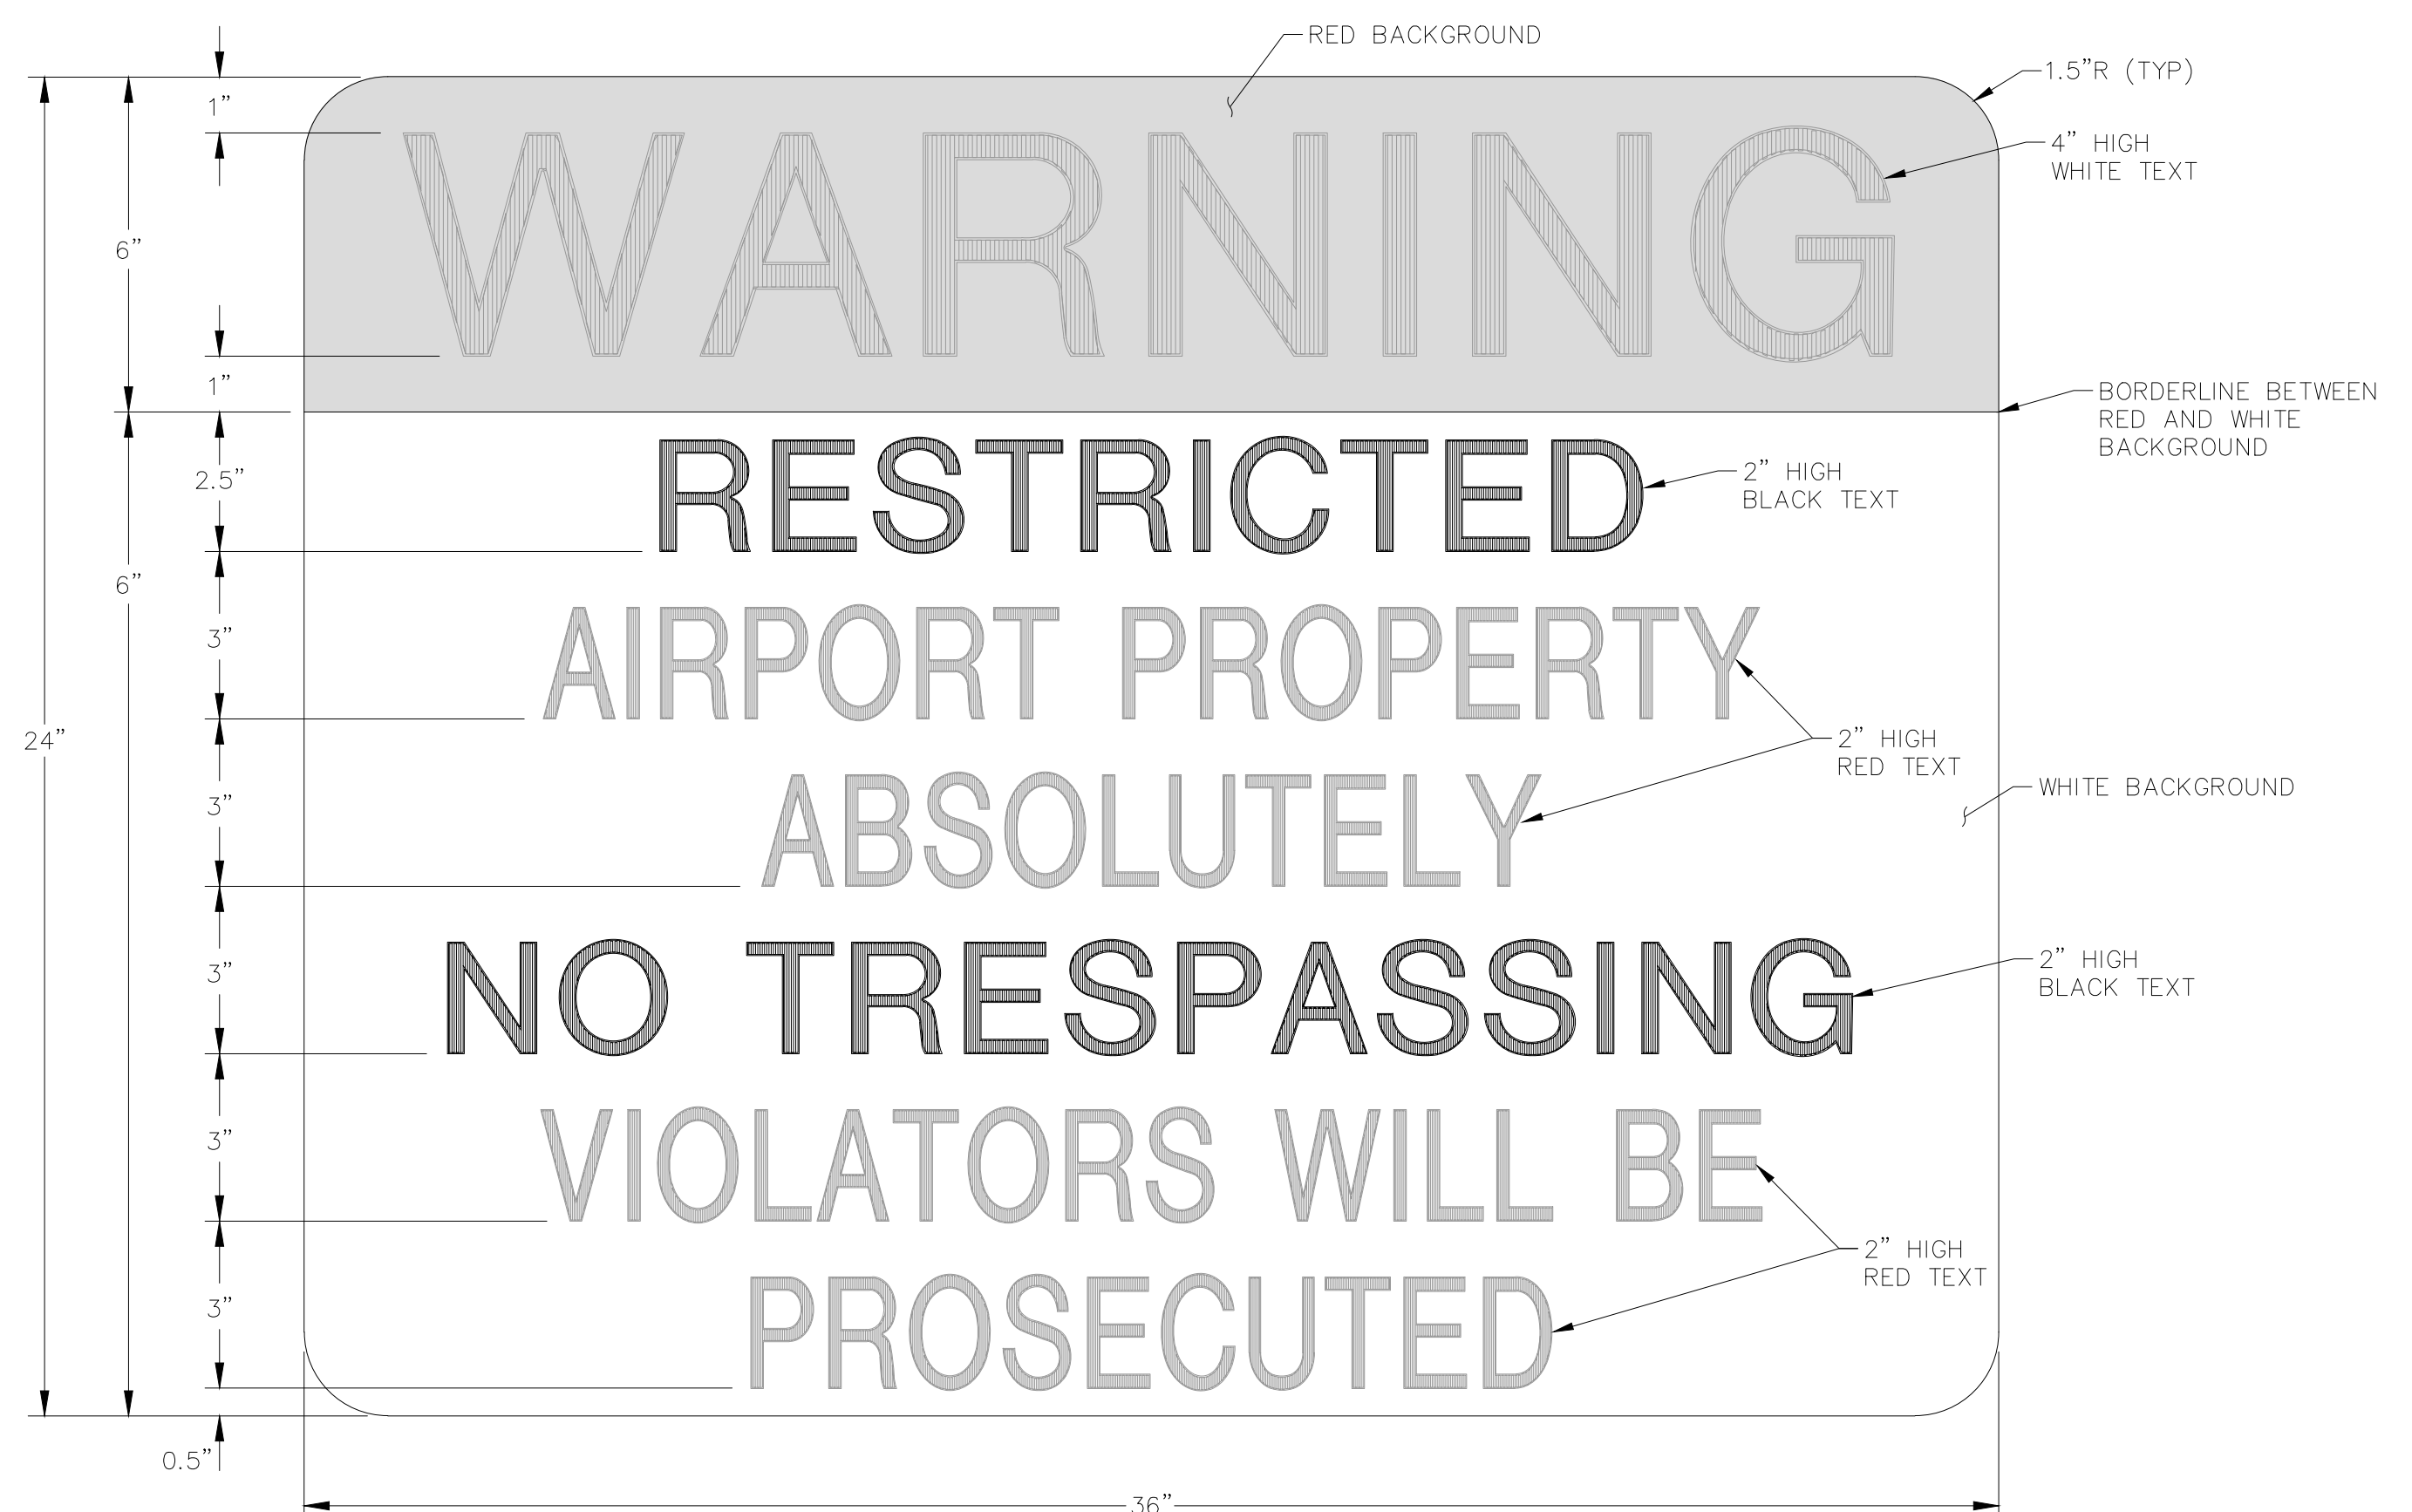 RED BACKGROUND
1.5”R (TYP)
1”
4” HIGH
WHITE TEXT
WARNING
6”
1”
BORDERLINE BETWEEN
RED AND WHITE
BACKGROUND
2.5”
RESTRICTED
2” HIGH
BLACK TEXT
6”
3”
AIRPORT PROPERTY
24”
2” HIGH
RED TEXT
3”
ABSOLUTELY
WHITE BACKGROUND
3”
NO TRESPASSING
2” HIGH
BLACK TEXT
3”
VIOLATORS WILL BE
2” HIGH
RED TEXT
3”
PROSECUTED
0.5”
36”